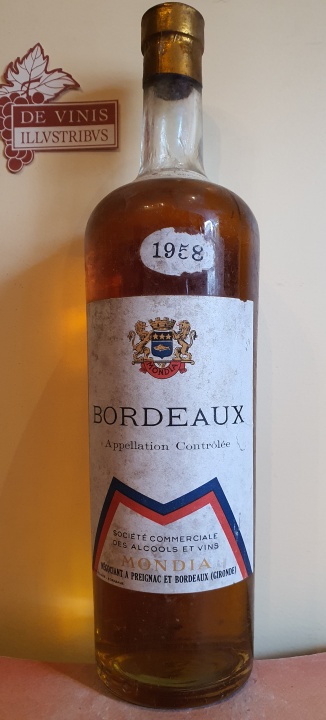 DE VINIS
ILLVSTRIBVS
1958
MONDIA
BORDEAUX
Appellation Contrôlée
SOCIÉTÉ COMMERCIALE
DES ALCOOLS ET VINS
MONDIA
NÉGOCIANT A PREIGNAC ET BORDEAUX (GIRONDE)